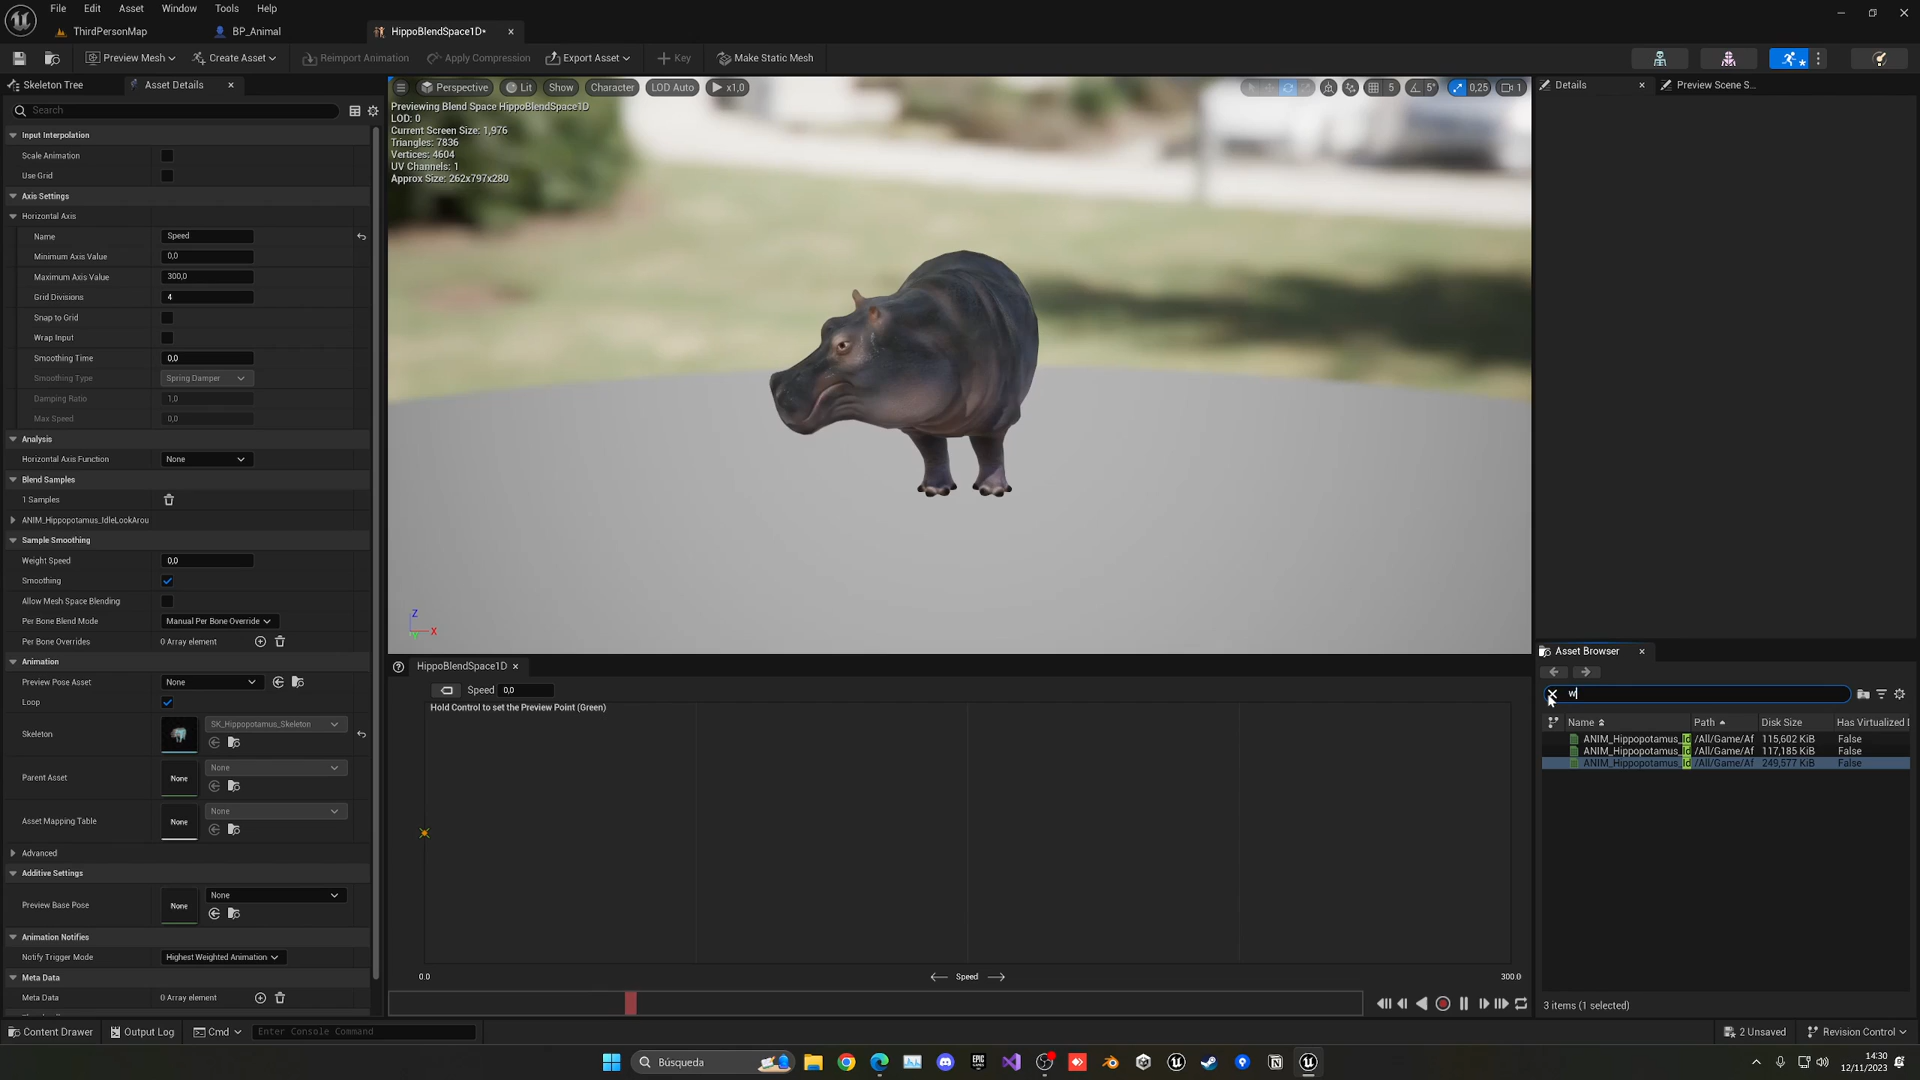 File Edit Asset Window Tools Help
ThirdPersonMap BP_Animal HippoBlendSpace1D*
Preview Mesh Create Asset Reimport Animation Apply Compression Key Export Asset Make Static Mesh
Skeleton Tree Asset Details
Search
Input Interpolation
Scale Animation
Use Grid
Axis Settings
Horizontal Axis
Name Speed
Minimum Axis Value 0,0
Maximum Axis Value 300,0
Grid Divisions 4
Snap to Grid
Wrap Input
Smoothing Time 0,0
Smoothing Type Spring Damper
Damping Ratio 1,0
Max Speed 0,0
Analysis
Horizontal Axis Function None
Blend Samples
1 Samples
ANIM_Hippopotamus_IdleLookArou
Sample Smoothing
Weight Speed 0,0
Smoothing
Allow Mesh Space Blending
Per Bone Blend Mode Manual Per Bone Override
Per Bone Overrides 0 Array element
Animation
Preview Pose Asset None
Loop
Skeleton SK_Hippopotamus_Skeleton
Parent Asset None None
Asset Mapping Table None None
Advanced
Additive Settings
Preview Base Pose None None
Animation Notifies
Notify Trigger Mode Highest Weighted Animation
Meta Data
Meta Data 0 Array element
Perspective Lit Show Character LOD Auto x1,0 5 5° 0,25 1
Previewing Blend Space HippoBlendSpace1D
LOD: 0
Current Screen Size: 1,976
Triangles: 7836
Vertices: 4604
UV Channels: 1
Approx Size: 262x797x280
Z
X
Y
HippoBlendSpace1D
Speed 0,0
Hold Control to set the Preview Point (Green)
0.0 Speed 300.0
Details Preview Scene S...
Asset Browser
w
Name Path Disk Size Has Virtualized D
ANIM_Hippopotamus_Id /All/Game/Af 115,602 KiB False
ANIM_Hippopotamus_Id /All/Game/Af 117,185 KiB False
ANIM_Hippopotamus_Id /All/Game/Af 249,577 KiB False
3 items (1 selected)
Content Drawer Output Log Cmd Enter Console Command 2 Unsaved Revision Control
Búsqueda
EPIC GAMES
14:30
12/11/2023